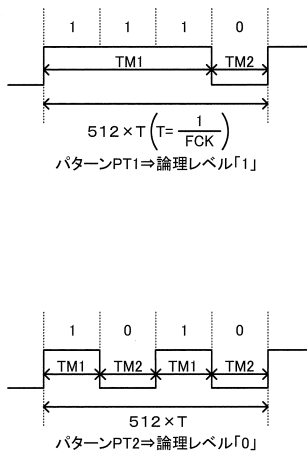 1 1 1 0
TM1 TM2
512×T(T=1/FCK)
パターンPT1⇒論理レベル「1」
1 0 1 0
TM1 TM2 TM1 TM2
512×T
パターンPT2⇒論理レベル「0」